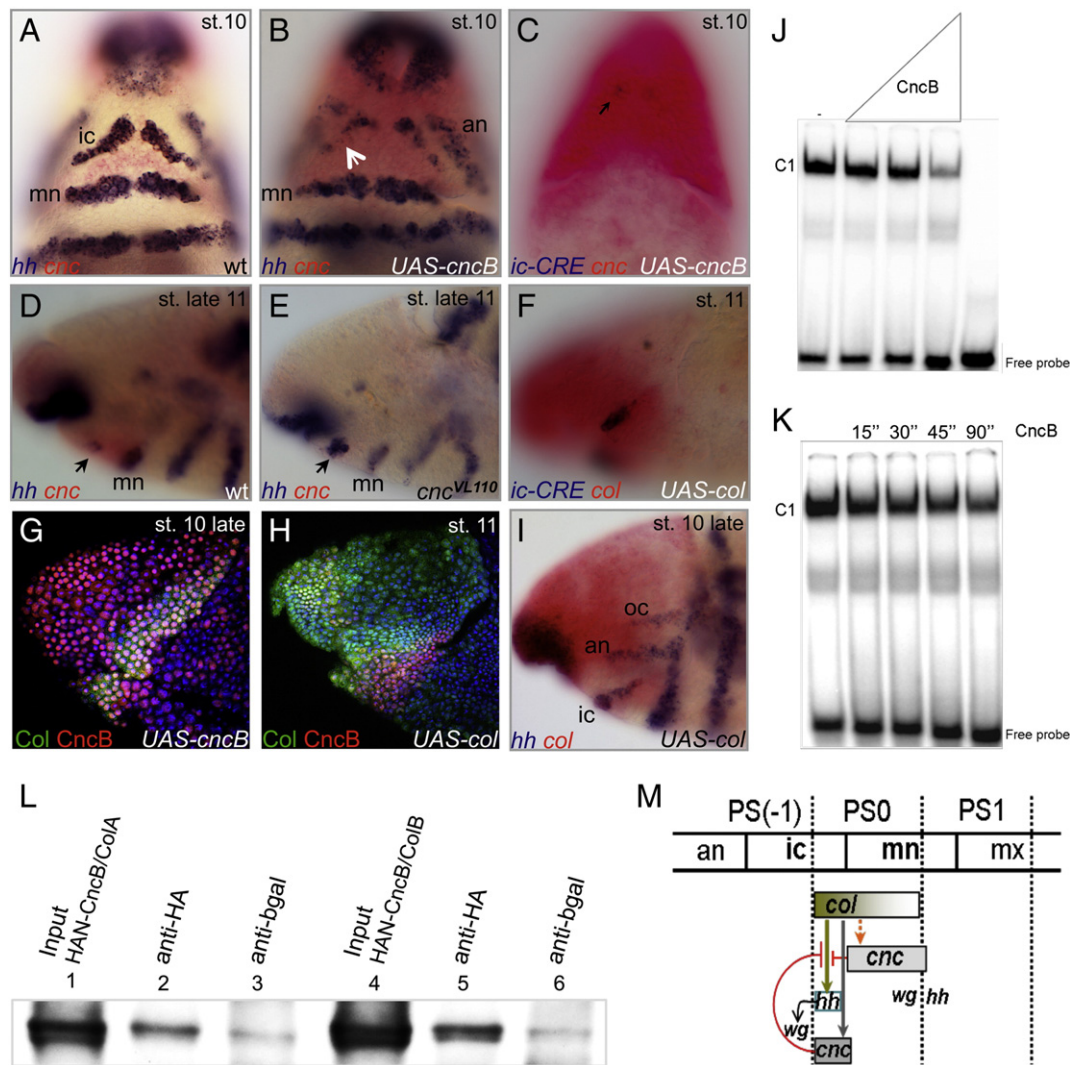 A
st.10
ic
mn
hh cnc
wt
B
st.10
an
hh cnc
UAS-cncB
C
st.10
ic-CRE cnc UAS-cncB
D
st. late 11
mn
hh cnc
wt
E
st. late 11
mn
hh cnc
cncVL110
F
st. 11
ic-CRE col
UAS-col
G
st. 10 late
Col CncB
UAS-cncB
H
st. 11
Col CncB
UAS-col
I
st. 10 late
oc
an
ic
hh col
UAS-col
J
CncB
-
C1
Free probe
K
15” 30” 45” 90” CncB
C1
Free probe
L
Input
HAN-CncB/ColA
anti-HA
anti-bgal
Input
HAN-CncB/ColB
anti-HA
anti-bgal
1 2 3 4 5 6
M
PS(-1) PS0 PS1
an ic mn mx
col
cnc
hh
wg hh
wg
cnc